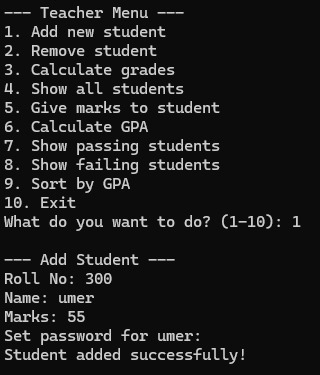 --- Teacher Menu ---
1. Add new student
2. Remove student
3. Calculate grades
4. Show all students
5. Give marks to student
6. Calculate GPA
7. Show passing students
8. Show failing students
9. Sort by GPA
10. Exit
What do you want to do? (1-10): 1
--- Add Student ---
Roll No: 300
Name: umer
Marks: 55
Set password for umer:
Student added successfully!